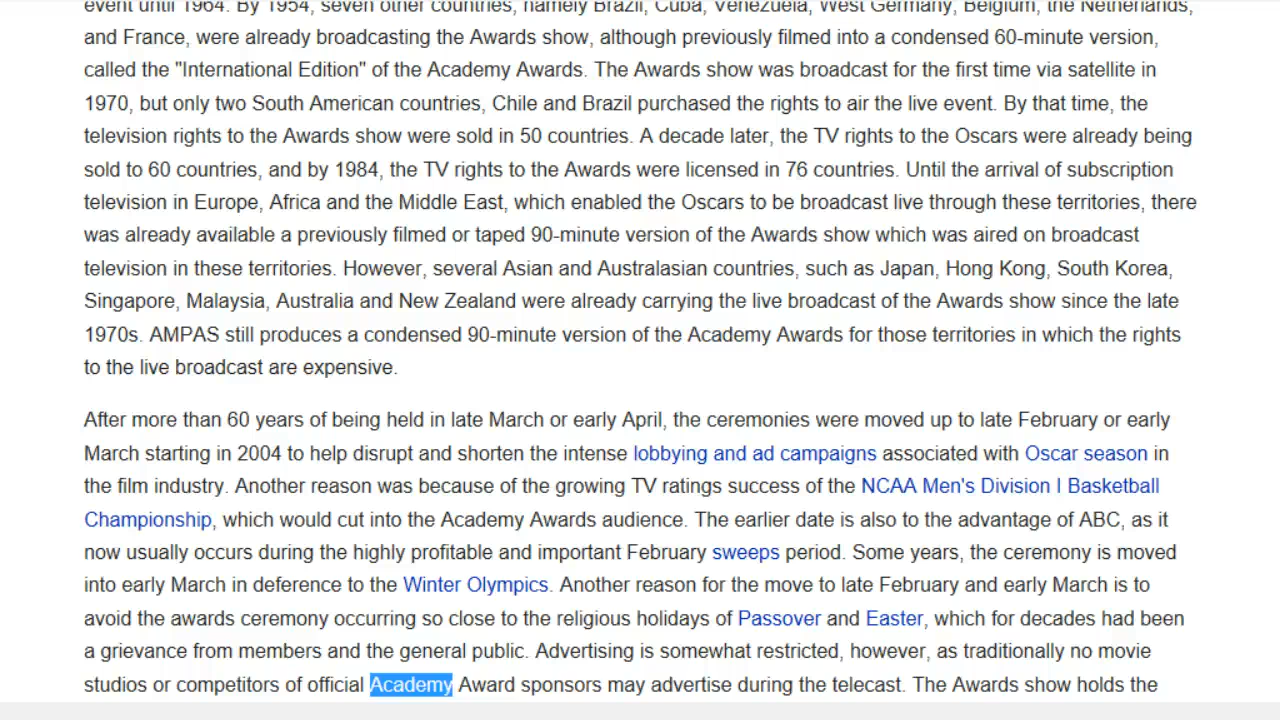 event until 1964. By 1954, seven other countries, namely Brazil, Cuba, Venezuela, West Germany, Belgium, the Netherlands,
and France, were already broadcasting the Awards show, although previously filmed into a condensed 60-minute version,
called the "International Edition" of the Academy Awards. The Awards show was broadcast for the first time via satellite in
1970, but only two South American countries, Chile and Brazil purchased the rights to air the live event. By that time, the
television rights to the Awards show were sold in 50 countries. A decade later, the TV rights to the Oscars were already being
sold to 60 countries, and by 1984, the TV rights to the Awards were licensed in 76 countries. Until the arrival of subscription
television in Europe, Africa and the Middle East, which enabled the Oscars to be broadcast live through these territories, there
was already available a previously filmed or taped 90-minute version of the Awards show which was aired on broadcast
television in these territories. However, several Asian and Australasian countries, such as Japan, Hong Kong, South Korea,
Singapore, Malaysia, Australia and New Zealand were already carrying the live broadcast of the Awards show since the late
1970s. AMPAS still produces a condensed 90-minute version of the Academy Awards for those territories in which the rights
to the live broadcast are expensive.
After more than 60 years of being held in late March or early April, the ceremonies were moved up to late February or early
March starting in 2004 to help disrupt and shorten the intense lobbying and ad campaigns associated with Oscar season in
the film industry. Another reason was because of the growing TV ratings success of the NCAA Men's Division I Basketball
Championship, which would cut into the Academy Awards audience. The earlier date is also to the advantage of ABC, as it
now usually occurs during the highly profitable and important February sweeps period. Some years, the ceremony is moved
into early March in deference to the Winter Olympics. Another reason for the move to late February and early March is to
avoid the awards ceremony occurring so close to the religious holidays of Passover and Easter, which for decades had been
a grievance from members and the general public. Advertising is somewhat restricted, however, as traditionally no movie
studios or competitors of official Academy Award sponsors may advertise during the telecast. The Awards show holds the